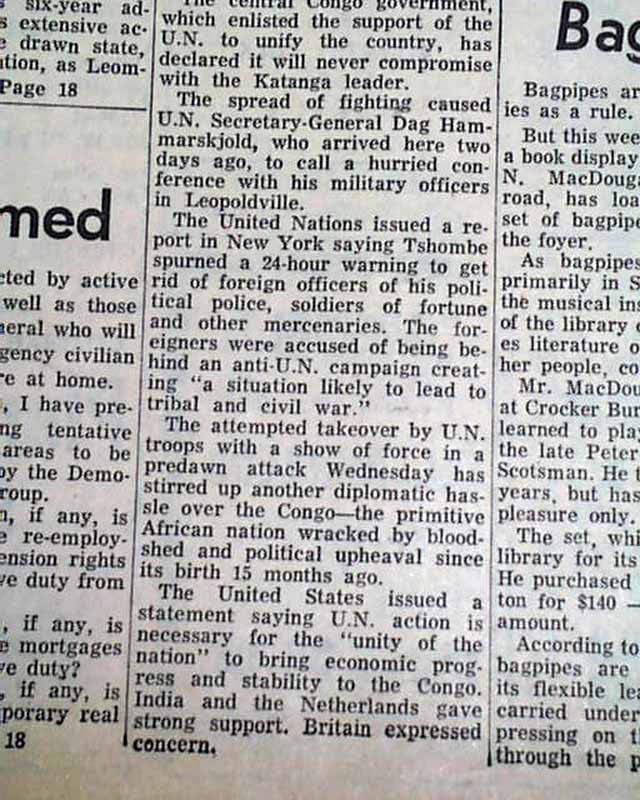 six-year ad-
s extensive ac-
e drawn state,
tion, as Leom-
Page 18
med
cted by active
well as those
neral who will
gency civilian
re at home.
, I have pre-
ng tentative
areas to be
by the Demo-
roup.
n, if any, is
e re-employ-
ension rights
ve duty from
, if any, is
e mortgages
ve duty?
, if any, is
porary real
18
The central Congo government,
which enlisted the support of the
U.N. to unify the country, has
declared it will never compromise
with the Katanga leader.
The spread of fighting caused
U.N. Secretary-General Dag Ham-
marskjold, who arrived here two
days ago, to call a hurried con-
ference with his military officers
in Leopoldville.
The United Nations issued a re-
port in New York saying Tshombe
spurned a 24-hour warning to get
rid of foreign officers of his poli-
tical police, soldiers of fortune
and other mercenaries. The for-
eigners were accused of being be-
hind an anti-U.N. campaign creat-
ing "a situation likely to lead to
tribal and civil war."
The attempted takeover by U.N.
troops with a show of force in a
predawn attack Wednesday has
stirred up another diplomatic has-
sle over the Congo—the primitive
African nation wracked by blood-
shed and political upheaval since
its birth 15 months ago.
The United States issued a
statement saying U.N. action is
necessary for the "unity of the
nation" to bring economic prog-
ress and stability to the Congo.
India and the Netherlands gave
strong support. Britain expressed
concern.
Bag
Bagpipes ar
ies as a rule.
But this wee
a book display
N. MacDouga
road, has loa
set of bagpipe
the foyer.
As bagpipes
primarily in S
the musical ins
of the library
es literature o
her people, co
Mr. MacDou
at Crocker Bur
learned to play
the late Peter
Scotsman. He
years, but has
pleasure only.
The set, whi
library for its
He purchased
ton for $140 —
amount.
According to
bagpipes are
its flexible lea
carried under
pressing on t
through the p